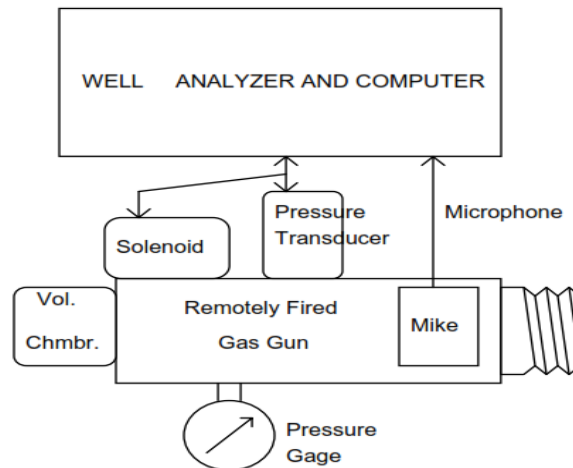 WELL ANALYZER AND COMPUTER
Pressure
Transducer
Microphone
Solenoid
Vol.
Chmbr.
Remotely Fired
Gas Gun
Mike
Pressure
Gage